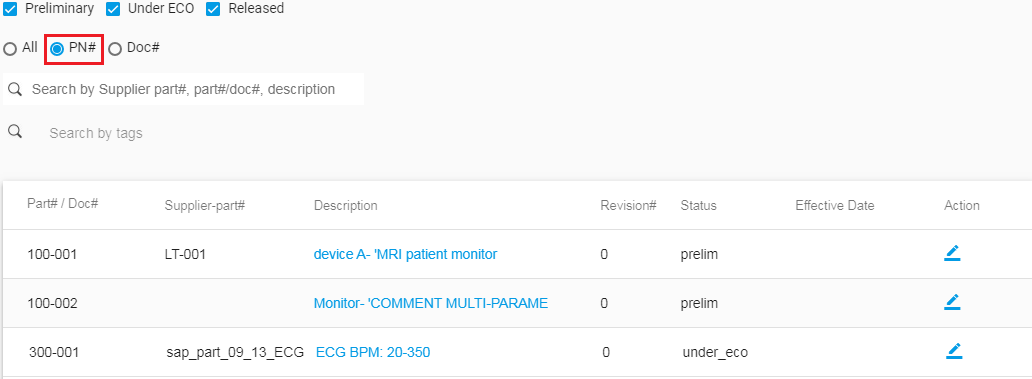 Preliminary Under ECO Released
All PN# Doc#
Search by Supplier part#, part#/doc#, description
Search by tags
Part# / Doc# Supplier-part# Description Revision# Status Effective Date Action
100-001 LT-001 device A- 'MRI patient monitor 0 prelim
100-002 Monitor- 'COMMENT MULTI-PARAME 0 prelim
300-001 sap_part_09_13_ECG ECG BPM: 20-350 0 under_eco